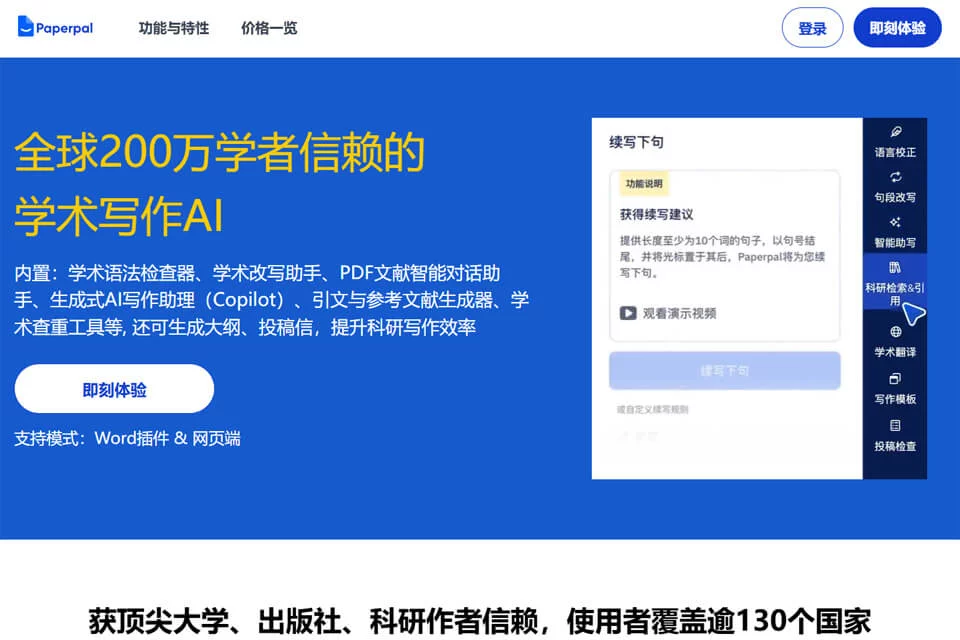 Paperpal
功能与特性
价格一览
登录
即刻体验
全球200万学者信赖的
学术写作AI
内置：学术语法检查器、学术改写助手、PDF文献智能对话助
手、生成式AI写作助理（Copilot）、引文与参考文献生成器、学
术查重工具等, 还可生成大纲、投稿信，提升科研写作效率
即刻体验
支持模式：Word插件 & 网页端
续写下句
功能说明
获得续写建议
提供长度至少为10个词的句子，以句号结
尾，并将光标置于其后，Paperpal将为您续
写下句。
观看演示视频
续写下句
或自定义续写规则
语言校正
句段改写
智能助写
科研检索&引
用
学术翻译
写作模板
投稿检查
获顶尖大学、出版社、科研作者信赖，使用者覆盖逾130个国家